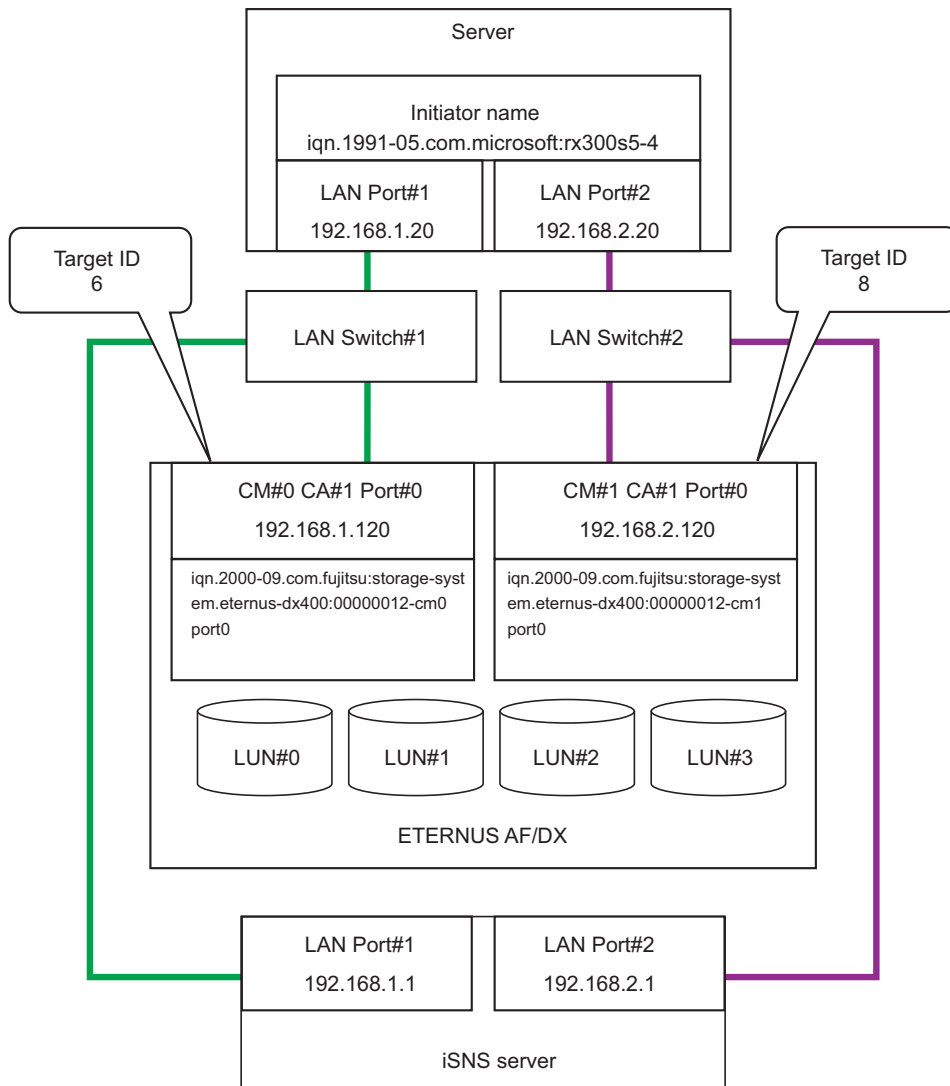 Server
Initiator name
iqn.1991-05.com.microsoft:rx300s5-4
LAN Port#1
192.168.1.20
LAN Port#2
192.168.2.20
Target ID
6
Target ID
8
LAN Switch#1
LAN Switch#2
CM#0 CA#1 Port#0
192.168.1.120
iqn.2000-09.com.fujitsu:storage-syst
em.eternus-dx400:00000012-cm0
port0
CM#1 CA#1 Port#0
192.168.2.120
iqn.2000-09.com.fujitsu:storage-syst
em.eternus-dx400:00000012-cm1
port0
LUN#0
LUN#1
LUN#2
LUN#3
ETERNUS AF/DX
LAN Port#1
192.168.1.1
LAN Port#2
192.168.2.1
iSNS server